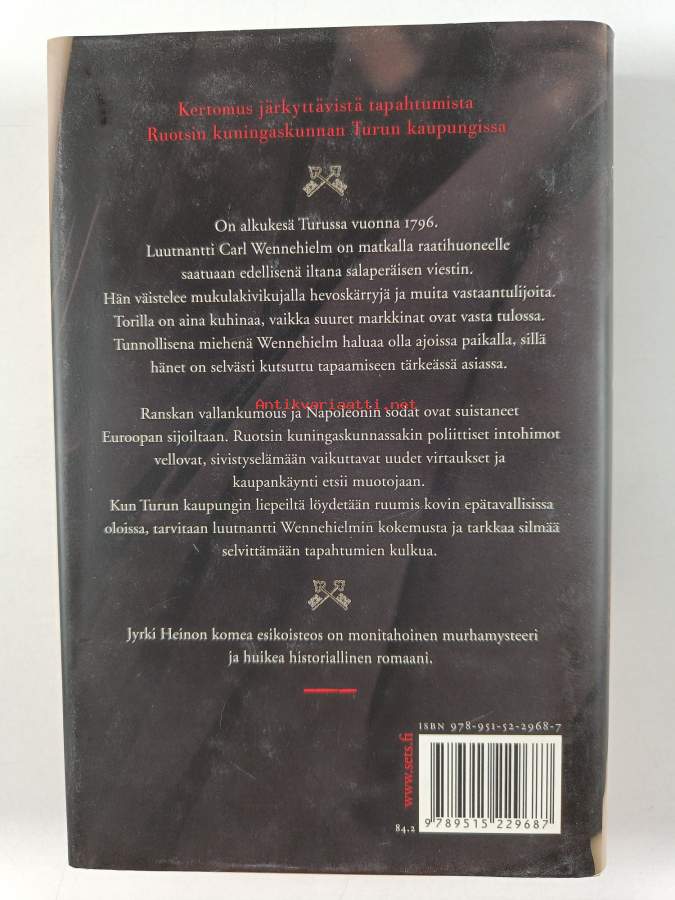 Kertomus järkyttävistä tapahtumista
Ruotsin kuningaskunnan Turun kaupungissa
On alkukesä Turussa vuonna 1796.
Luutnantti Carl Wennehielm on matkalla raatihuoneelle
saatuaan edellisenä iltana salaperäisen viestin.
Hän väistelee mukulakivikujalla hevoskärryjä ja muita vastaantulijoita.
Torilla on aina kuhinaa, vaikka suuret markkinat ovat vasta tulossa.
Tunnollisena miehenä Wennehielm haluaa olla ajoissa paikalla, sillä
hänet on selvästi kutsuttu tapaamiseen tärkeässä asiassa.
Antikvariaatti.net
Ranskan vallankumous ja Napoleonin sodat ovat suistaneet
Euroopan sijoiltaan. Ruotsin kuningaskunnassakin poliittiset intohimot
vellovat, sivistyselämään vaikuttavat uudet virtaukset ja
kaupankäynti etsii muotojaan.
Kun Turun kaupungin liepeiltä löydetään ruumis kovin epätavallisissa
oloissa, tarvitaan luutnantti Wennehielmin kokemusta ja tarkkaa silmää
selvittämään tapahtumien kulkua.
Jyrki Heinon komea esikoisteos on monitahoinen murhamysteeri
ja huikea historiallinen romaani.
ISBN 978-951-52-2968-7
www.sets.fi
84.2
9 789515 229687